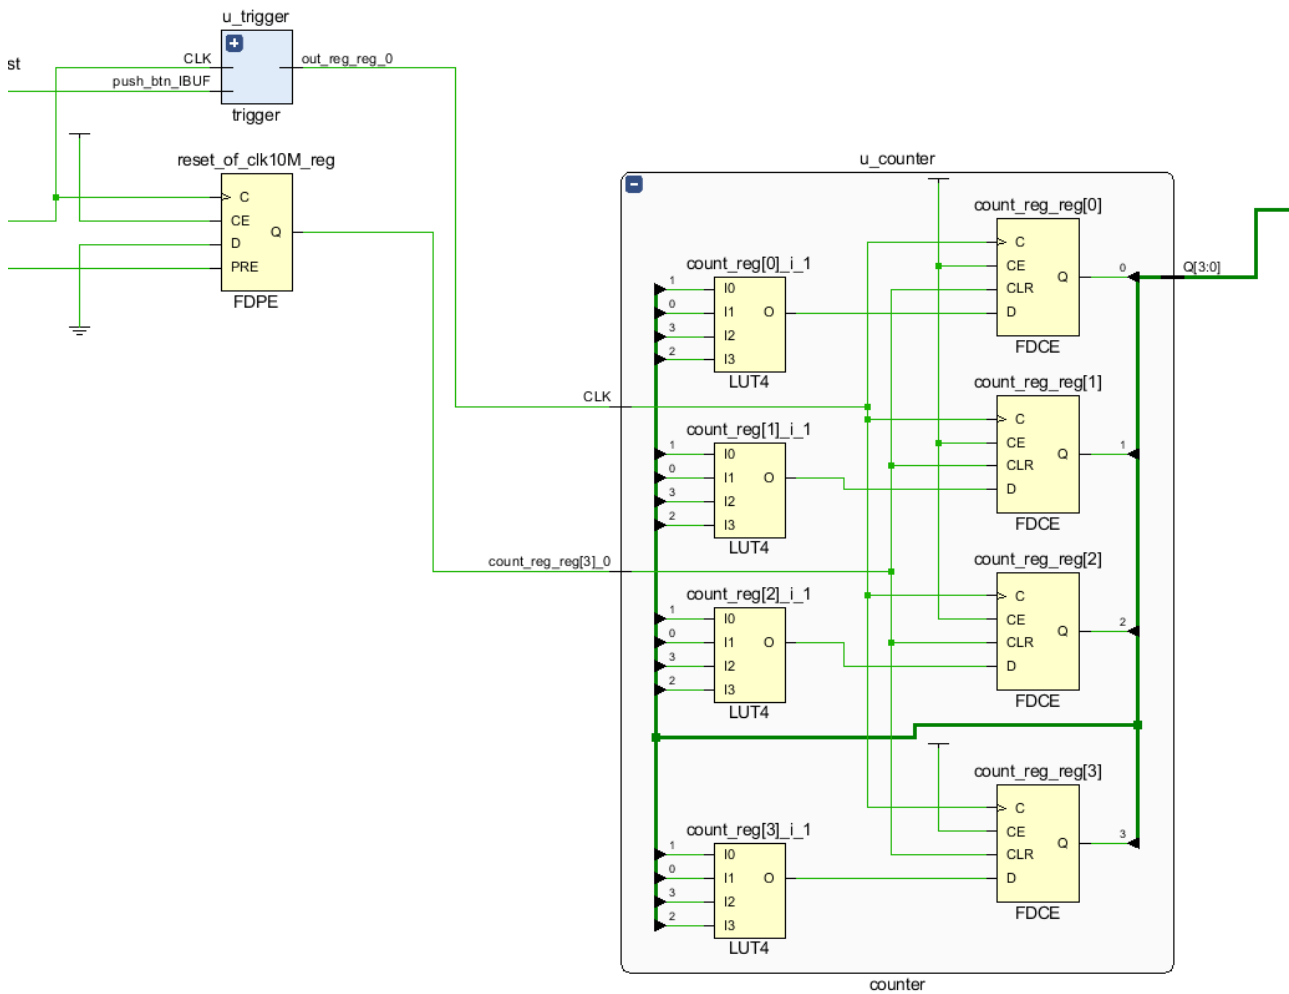 u_trigger
st
CLK
push_btn_IBUF
out_reg_reg_0
trigger
reset_of_clk10M_reg
C
CE
D
PRE
Q
FDPE
u_counter
count_reg_reg[0]
C
CE
CLR
D
Q
0
Q[3:0]
FDCE
count_reg[0]_i_1
1
0
3
2
I0
I1
I2
I3
O
LUT4
count_reg_reg[1]
C
CE
CLR
D
Q
1
FDCE
CLK
count_reg[1]_i_1
1
0
3
2
I0
I1
I2
I3
O
LUT4
count_reg_reg[3]_0
count_reg_reg[2]
C
CE
CLR
D
Q
2
FDCE
count_reg[2]_i_1
1
0
3
2
I0
I1
I2
I3
O
LUT4
count_reg_reg[3]
C
CE
CLR
D
Q
3
FDCE
count_reg[3]_i_1
1
0
3
2
I0
I1
I2
I3
O
LUT4
counter